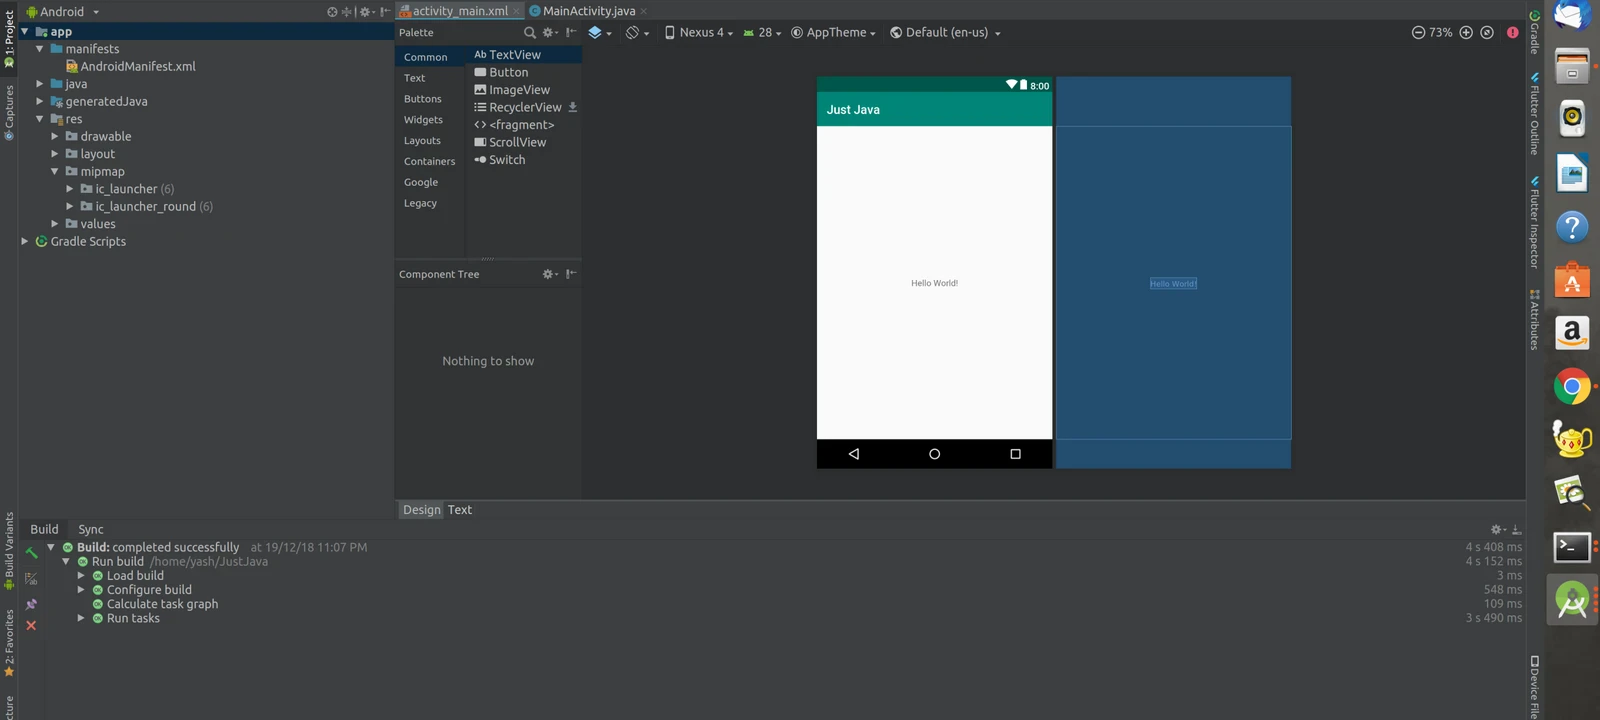 Android
activity_main.xml
MainActivity.java
1: Project
Captures
Build Variants
2: Favorites
cture
app
manifests
AndroidManifest.xml
java
generatedJava
res
drawable
layout
mipmap
ic_launcher (6)
ic_launcher_round (6)
values
Gradle Scripts
Palette
Common
Text
Buttons
Widgets
Layouts
Containers
Google
Legacy
Ab TextView
Button
ImageView
RecyclerView
<> <fragment>
ScrollView
Switch
Component Tree
Nothing to show
Nexus 4
28
AppTheme
Default (en-us)
73%
8:00
Just Java
Hello World!
Hello World!
Design Text
Gradle
Flutter Outline
Flutter Inspector
Attributes
Device File
Build Sync
Build: completed successfully at 19/12/18 11:07 PM 4 s 408 ms
Run build /home/yash/JustJava 4 s 152 ms
Load build 3 ms
Configure build 548 ms
Calculate task graph 109 ms
Run tasks 3 s 490 ms